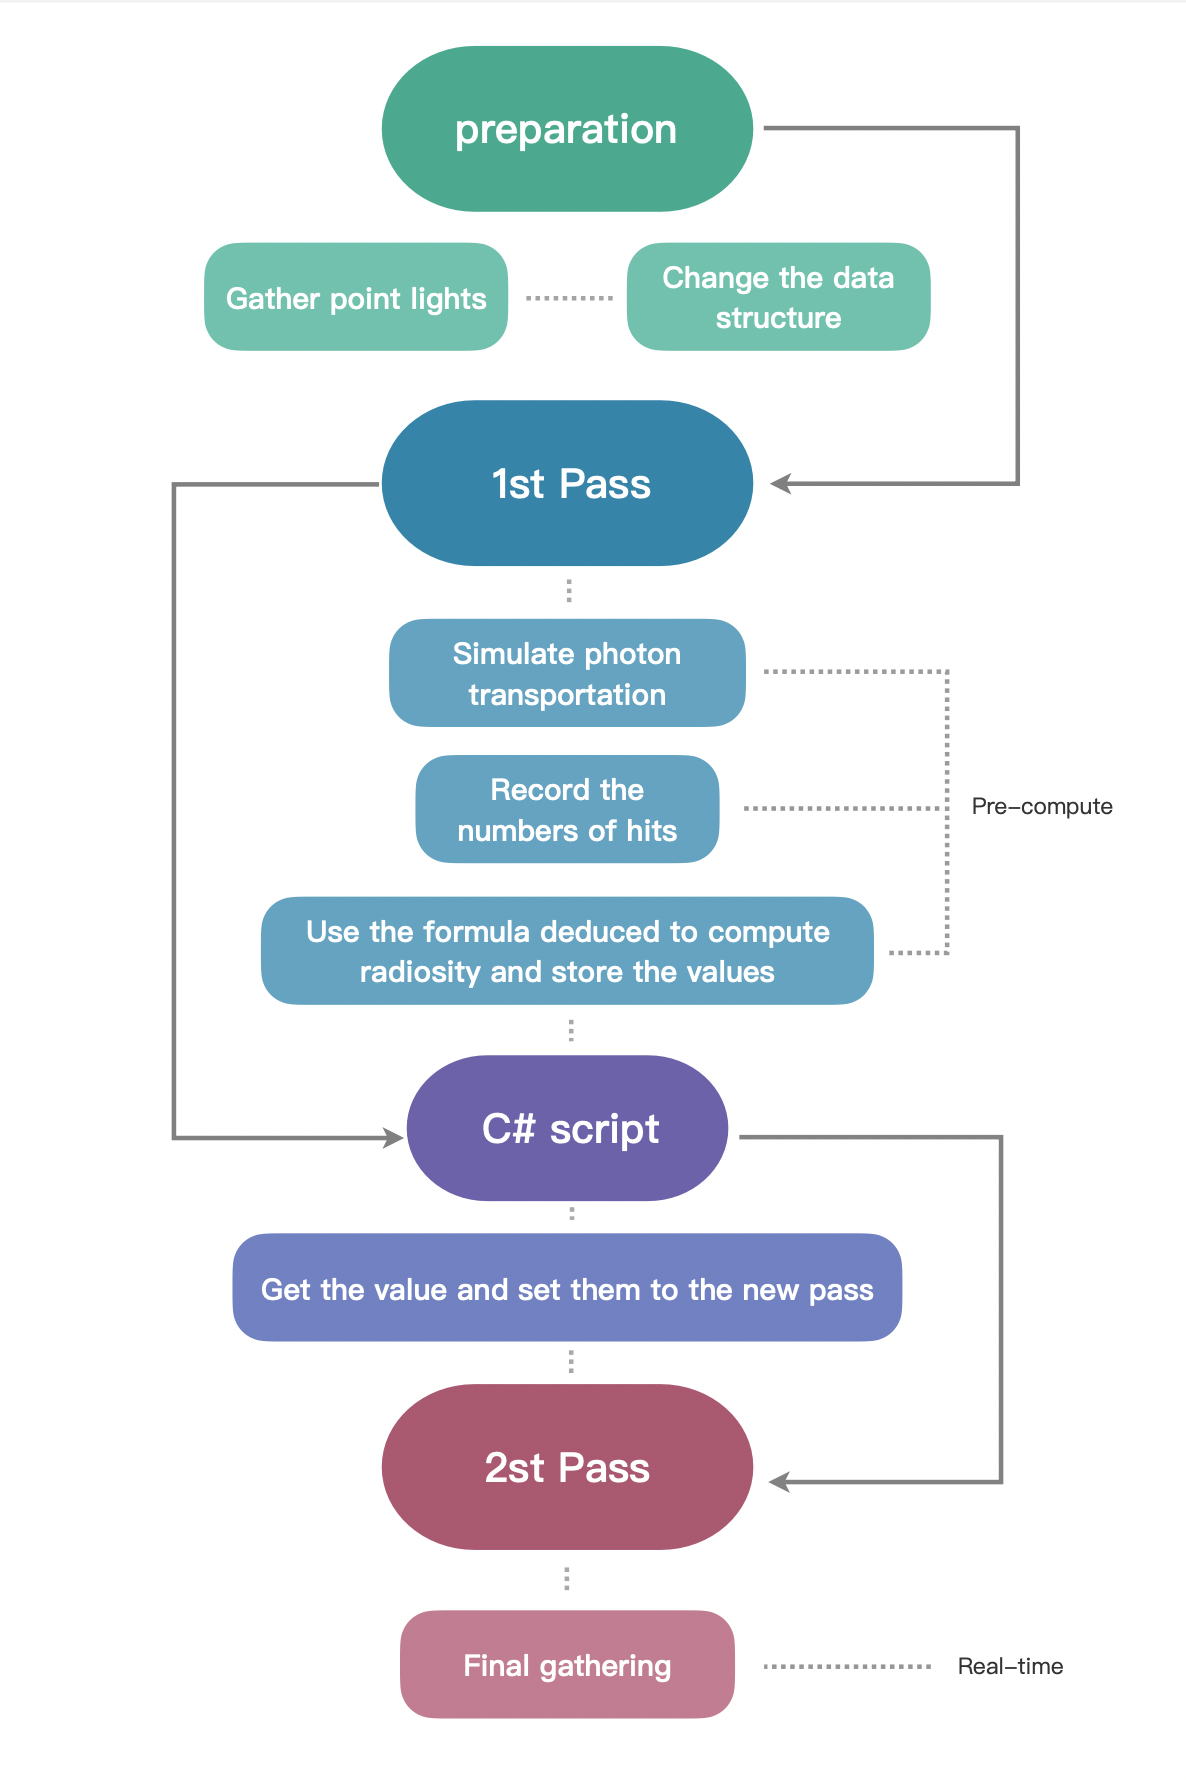 preparation
Gather point lights
Change the data
structure
1st Pass
Simulate photon
transportation
Record the
numbers of hits
Pre-compute
Use the formula deduced to compute
radiosity and store the values
C# script
Get the value and set them to the new pass
2st Pass
Final gathering
Real-time